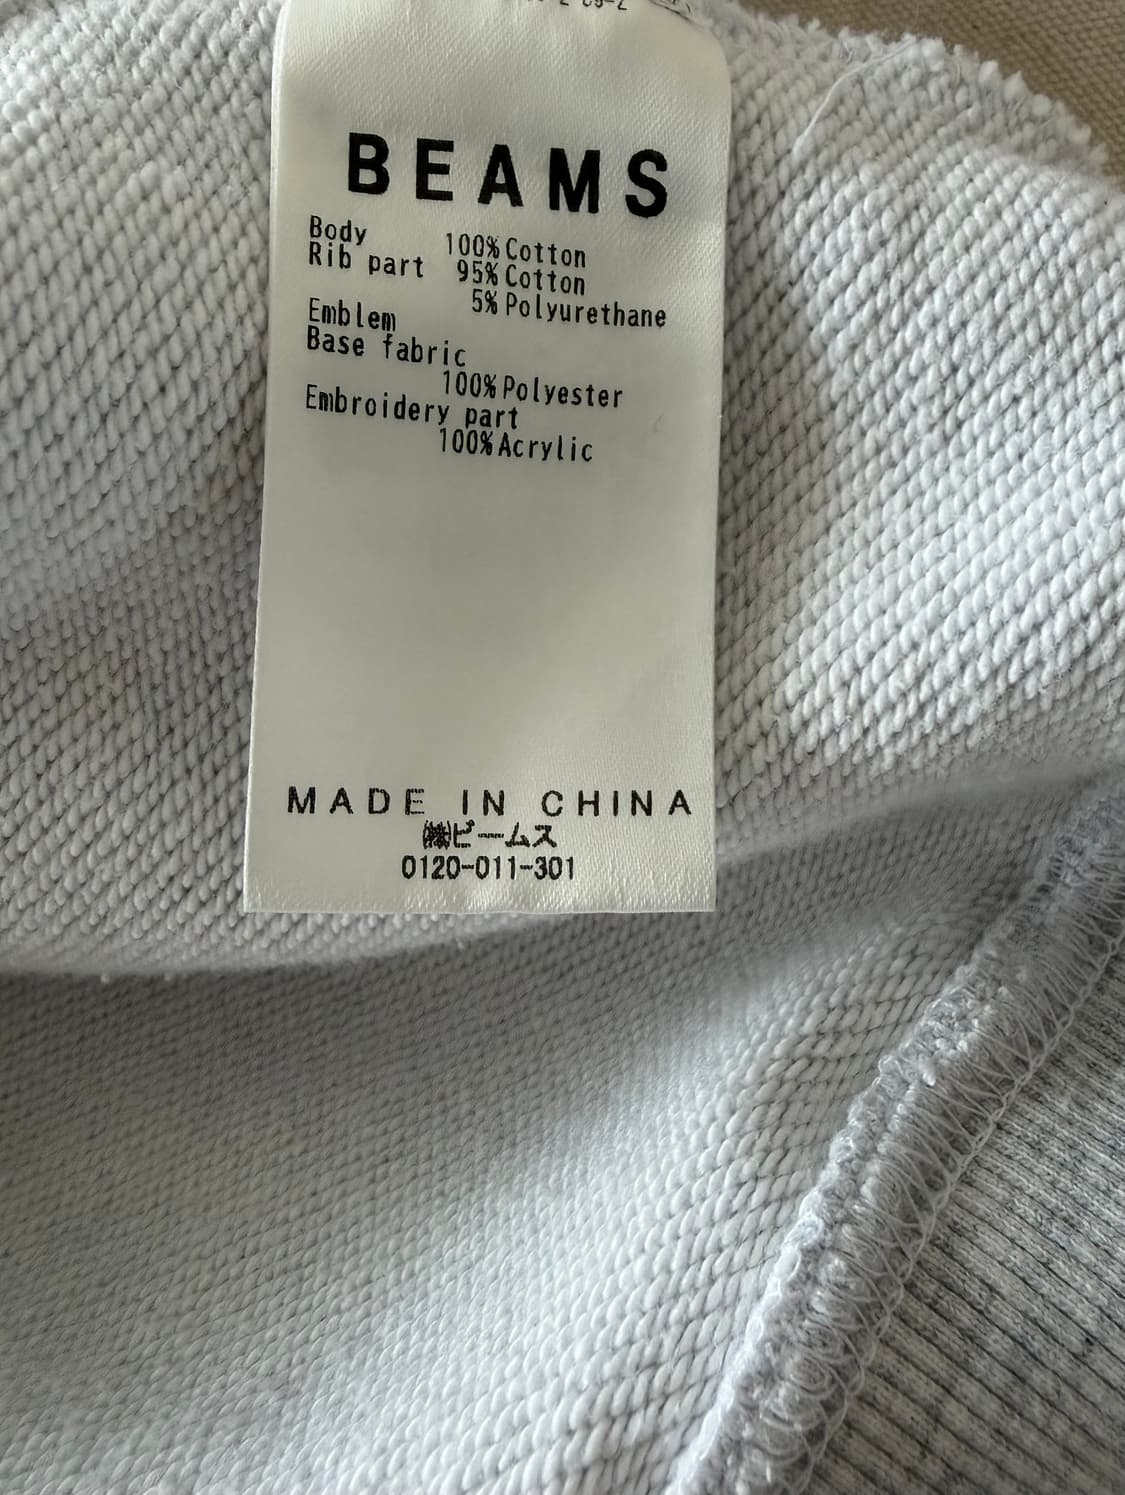 BEAMS
Body 100% Cotton
Rib part 95% Cotton
5% Polyurethane
Emblem
Base fabric
100% Polyester
Embroidery part
100% Acrylic
MADE IN CHINA
㈱ビームス
0120-011-301